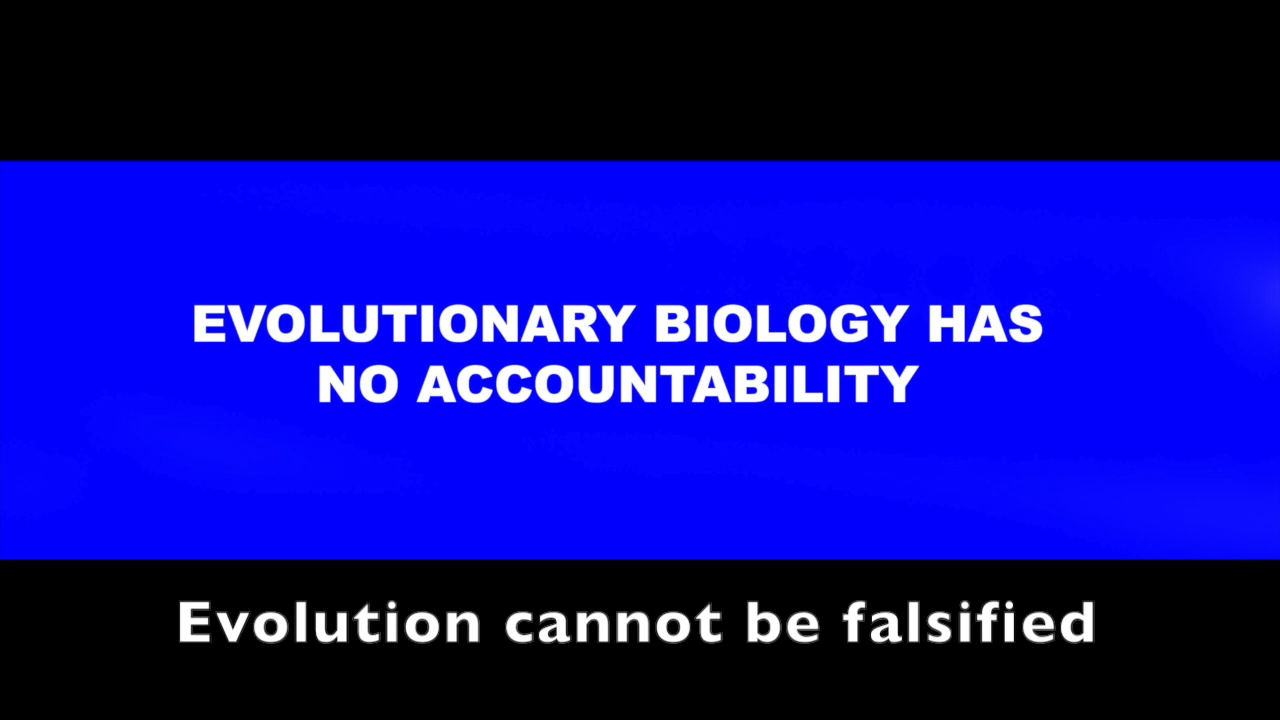 EVOLUTIONARY BIOLOGY HAS
NO ACCOUNTABILITY
Evolution cannot be falsified